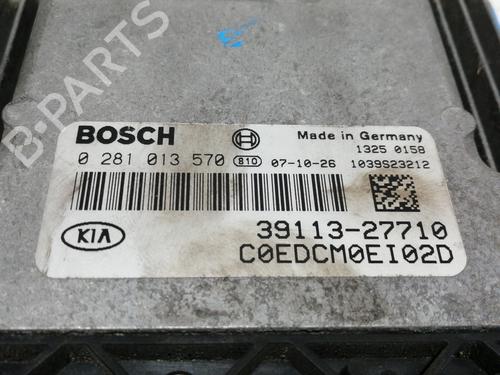 B-PARTS
BOSCH
Made in Germany
1325 0158
0 281 013 570 810 07-10-26 1039S23212
KIA
39113-27710
C0EDCM0EI02D